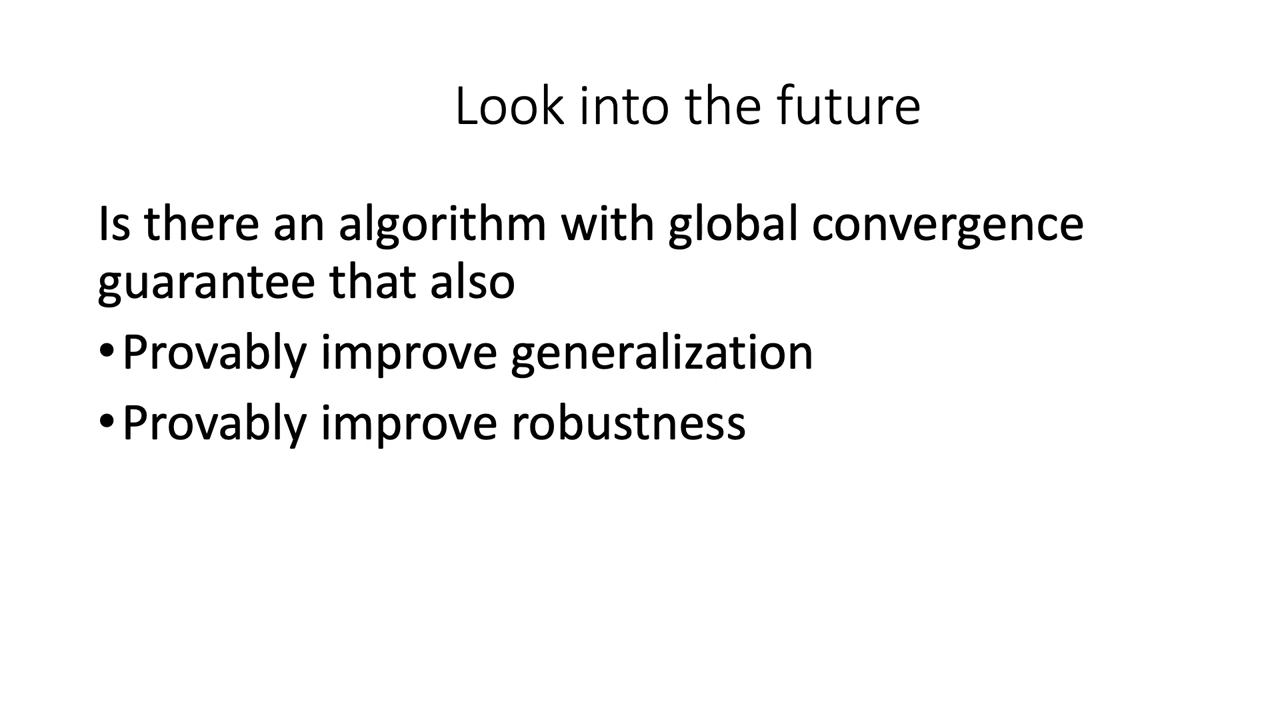 Look into the future
Is there an algorithm with global convergence
guarantee that also
•Provably improve generalization
•Provably improve robustness